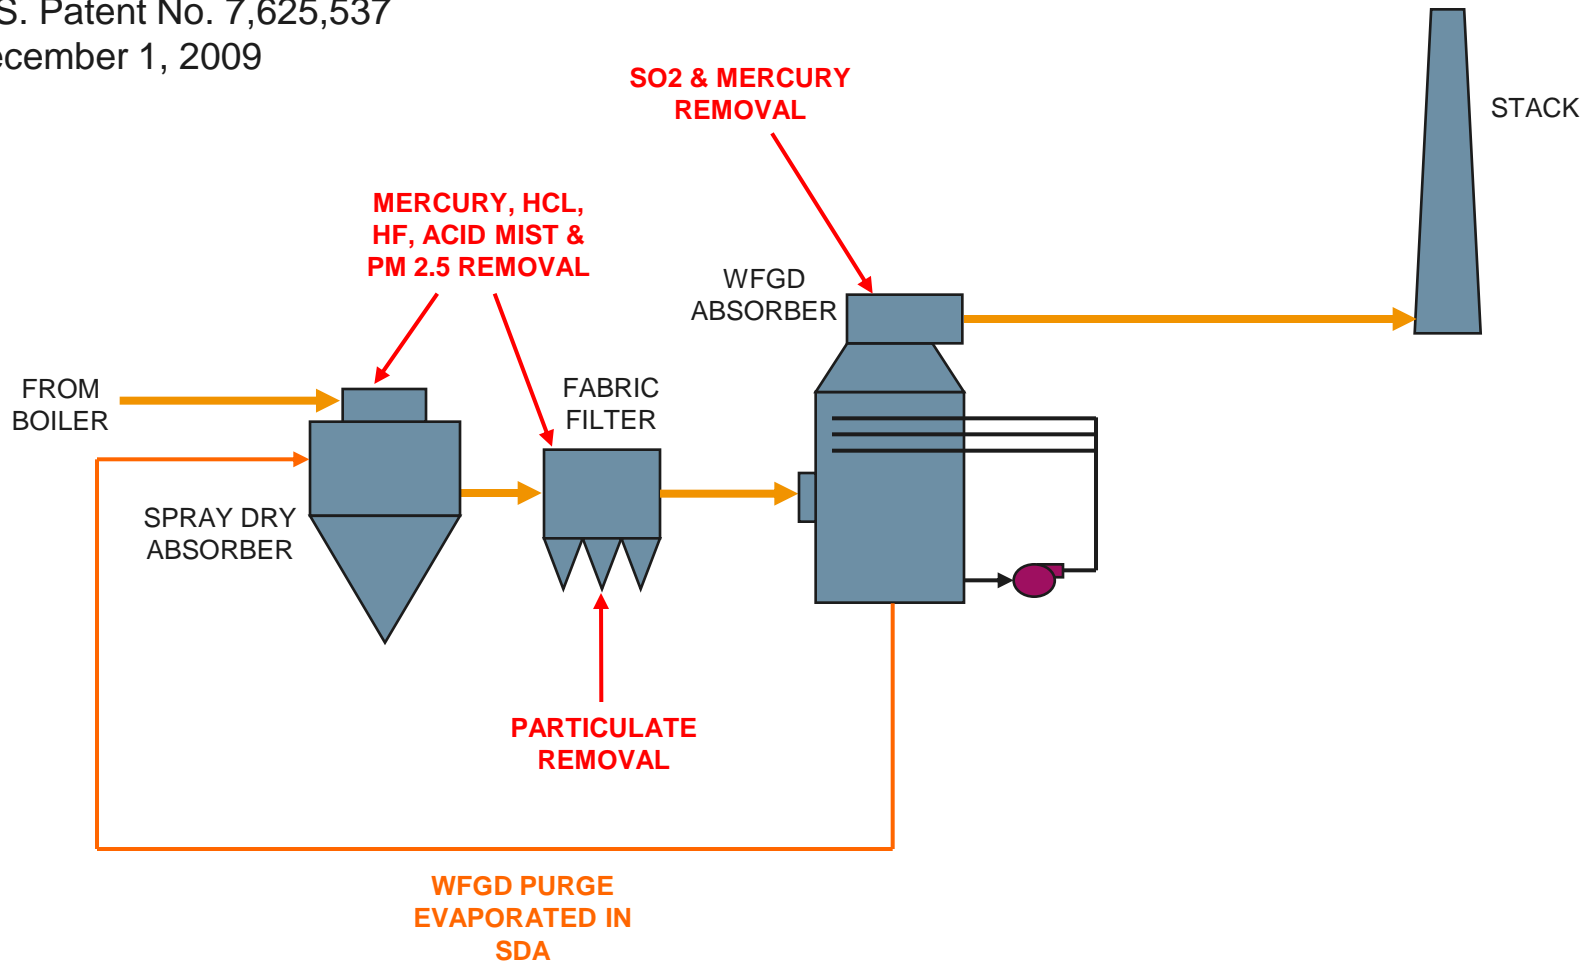 S. Patent No. 7,625,537
ecember 1, 2009
SO2 & MERCURY
REMOVAL
STACK
MERCURY, HCL,
HF, ACID MIST &
PM 2.5 REMOVAL
WFGD
ABSORBER
FROM
BOILER
FABRIC
FILTER
SPRAY DRY
ABSORBER
PARTICULATE
REMOVAL
WFGD PURGE
EVAPORATED IN
SDA